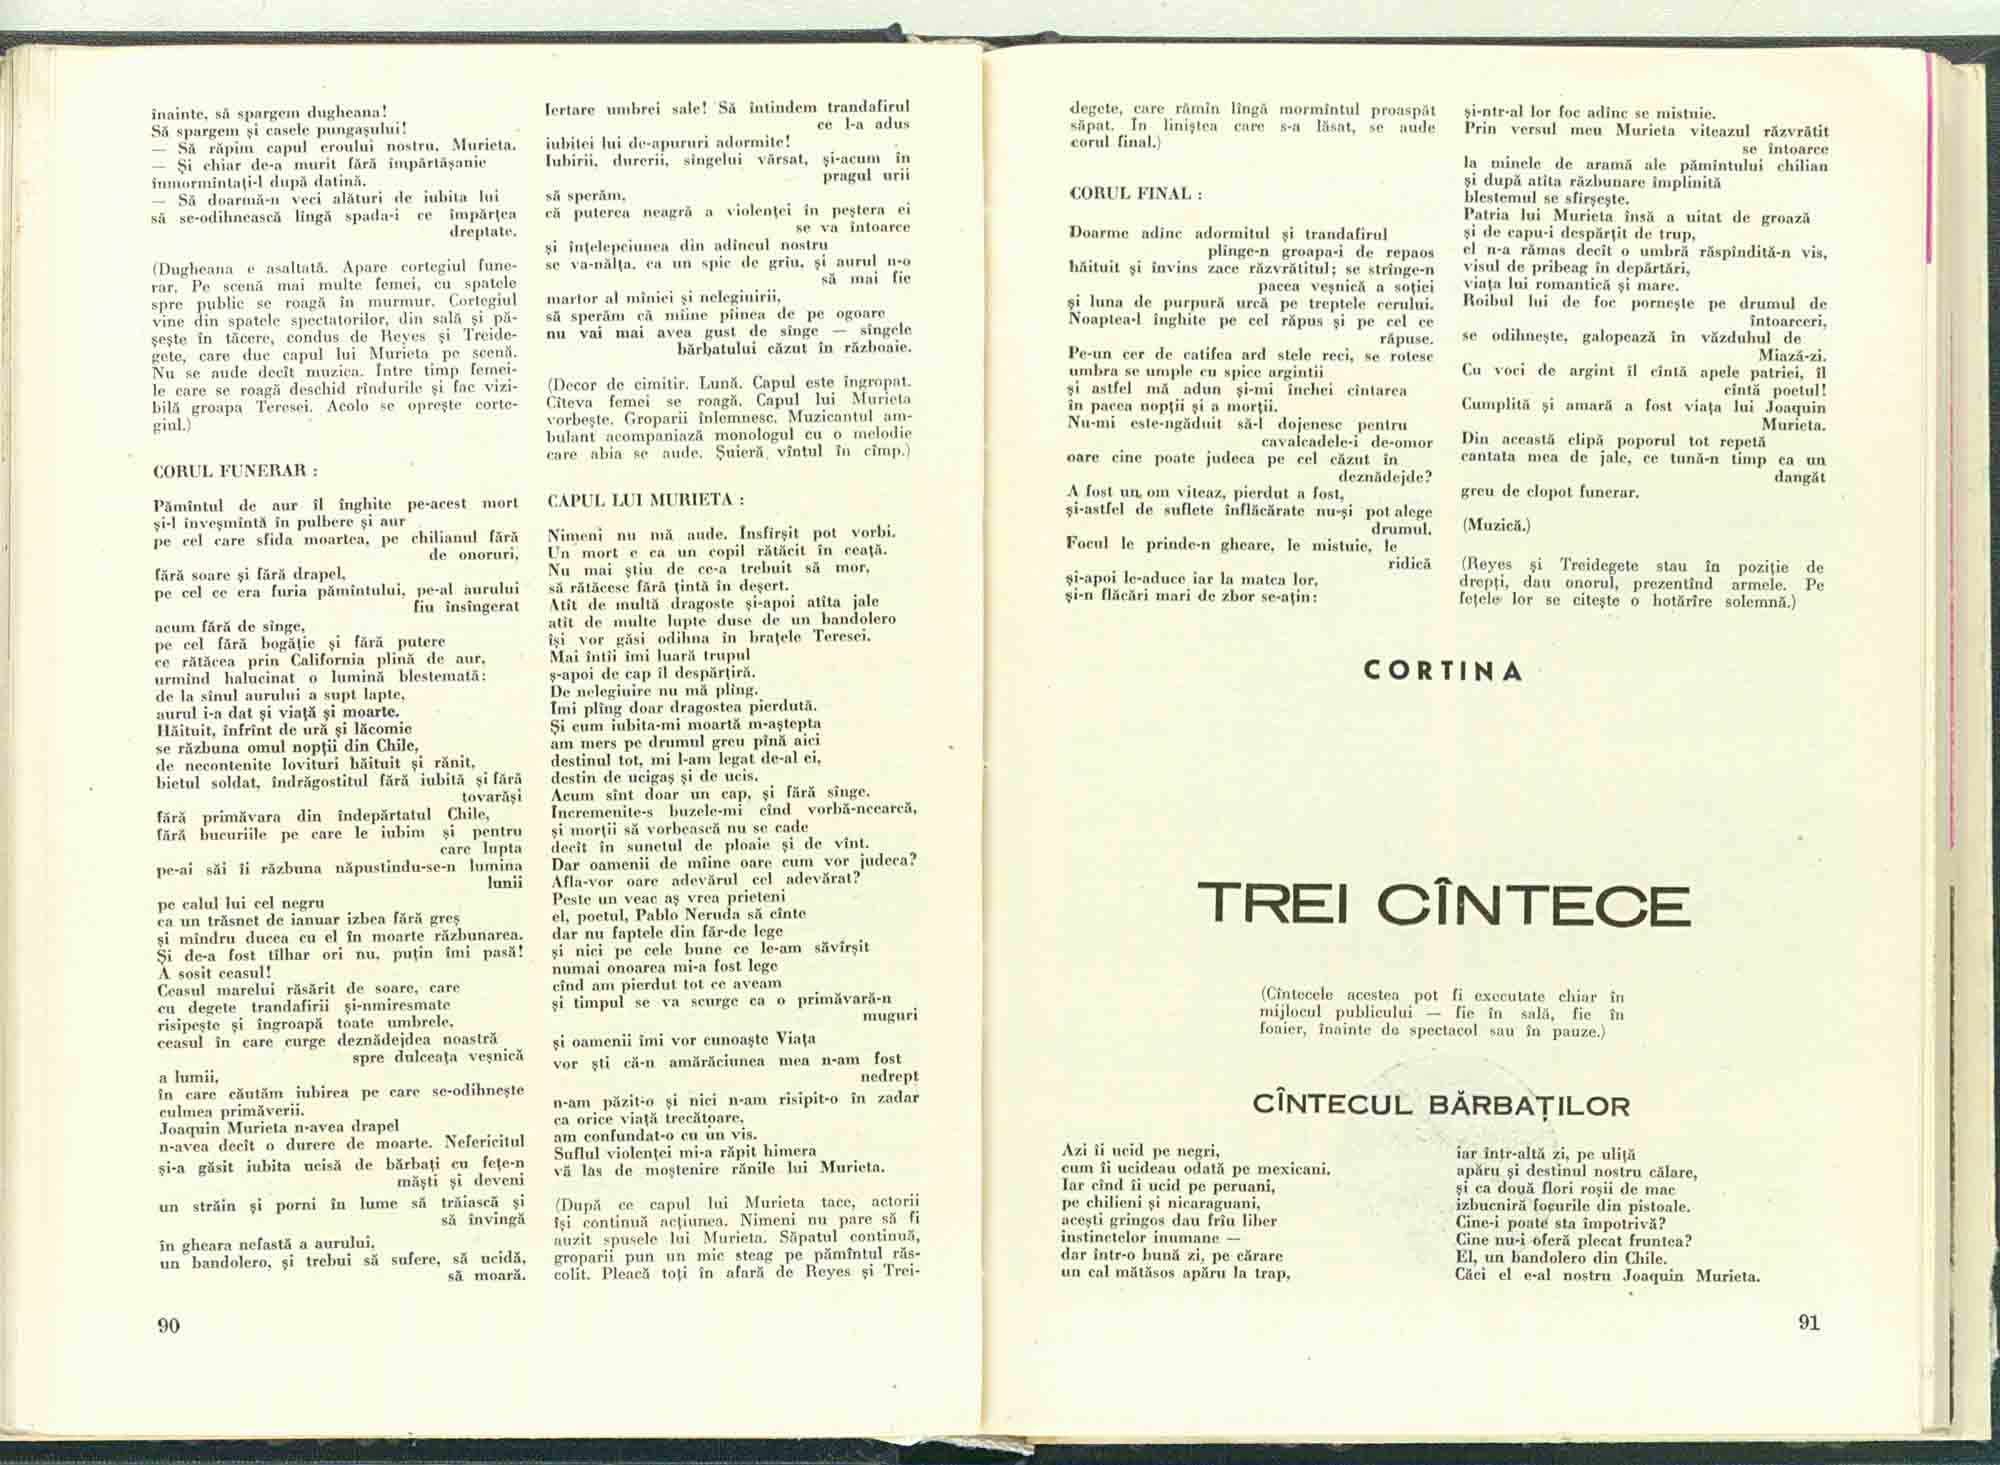 înainte, să spargem dugheana!
Să spargem și casele pungașului!
— Să răpim capul eroului nostru, Murieta.
— Și chiar de-a murit fără împărtășanie
înmormîntați-l după datină.
— Să doarmă-n veci alături de iubita lui
să se-odihnească lîngă spada-i ce împărțea
dreptate.
(Dugheana e asaltată. Apare cortegiul fune-
rar. Pe scenă mai multe femei, cu spatele
spre public se roagă în murmur. Cortegiul
vine din spatele spectatorilor, din sală și pă-
șește în tăcere, condus de Reyes și Treide-
gete, care duc capul lui Murieta pe scenă.
Nu se aude decît muzica. Intre timp femei-
le care se roagă deschid rîndurile și fac vizi-
bilă groapa Teresei. Acolo se oprește corte-
giul.)
CORUL FUNERAR :
Pămîntul de aur îl înghite pe-acest mort
și-l înveșmîntă în pulbere și aur
pe cel care sfida moartea, pe chilianul fără
de onoruri,
fără soare și fără drapel,
pe cel ce era furia pămîntului, pe-al aurului
fiu însîngerat
acum fără de sînge,
pe cel fără bogăție și fără putere
ce rătăcea prin California plină de aur,
urmînd halucinat o lumină blestemată:
de la sînul aurului a supt lapte,
aurul i-a dat și viață și moarte.
Hăituit, înfrînt de ură și lăcomie
se răzbuna omul nopții din Chile,
de necontenite lovituri hăituit și rănit,
bietul soldat, îndrăgostitul fără iubită și fără
tovarăși
fără primăvara din îndepărtatul Chile,
fără bucuriile pe care le iubim și pentru
care lupta
pe-ai săi îi răzbuna năpustindu-se-n lumina
lunii
pe calul lui cel negru
ca un trăsnet de ianuar izbea fără greș
și mîndru ducea cu el în moarte răzbunarea.
Și de-a fost tîlhar ori nu, puțin îmi pasă!
A sosit ceasul!
Ceasul marelui răsărit de soare, care
cu degete trandafirii și-nmiresmate
risipește și îngroapă toate umbrele,
ceasul în care curge deznădejdea noastră
spre dulceața veșnică
a lumii,
în care căutăm iubirea pe care se-odihnește
culmea primăverii.
Joaquin Murieta n-avea drapel
n-avea decît o durere de moarte. Nefericitul
și-a găsit iubita ucisă de bărbați cu fețe-n
măști și deveni
un străin și porni în lume să trăiască și
să învingă
în gheara nefastă a aurului,
un bandolero, și trebui să sufere, să ucidă,
să moară.
90
Iertare umbrei sale! Să întindem trandafirul
ce l-a adus
iubitei lui de-apururi adormite!
Iubirii, durerii, sîngelui vărsat, și-acum în
pragul urii
să sperăm,
că puterea neagră a violenței în peștera ei
se va întoarce
și înțelepciunea din adîncul nostru
se va-nălța, ca un spic de grîu, și aurul n-o
să mai fie
martor al mîniei și nelegiuirii,
să sperăm că mîine pîinea de pe ogoare
nu vai mai avea gust de sînge — sîngele
bărbatului căzut în războaie.
(Decor de cimitir. Lună. Capul este îngropat.
Cîteva femei se roagă. Capul lui Murieta
vorbește. Groparii înlemnesc. Muzicantul am-
bulant acompaniază monologul cu o melodie
care abia se aude. Șuieră vîntul în cîmp.)
CAPUL LUI MURIETA :
Nimeni nu mă aude. Insfîrșit pot vorbi.
Un mort e ca un copil rătăcit în ceață.
Nu mai știu de ce-a trebuit să mor,
să rătăcesc fără țintă în deșert.
Atît de multă dragoste și-apoi atîta jale
atît de multe lupte duse de un bandolero
își vor găsi odihna în brațele Teresei.
Mai întîi îmi luară trupul
ș-apoi de cap îl despărțiră.
De nelegiuire nu mă plîng.
Imi plîng doar dragostea pierdută.
Și cum iubita-mi moartă m-aștepta
am mers pe drumul greu pînă aici
destinul tot, mi l-am legat de-al ei,
destin de ucigaș și de ucis.
Acum sînt doar un cap, și fără sînge.
Incremenite-s buzele-mi cînd vorbă-ncearcă,
și morții să vorbească nu se cade
decît în sunetul de ploaie și de vînt.
Dar oamenii de mîine oare cum vor judeca?
Afla-vor oare adevărul cel adevărat?
Peste un veac aș vrea prieteni
el, poetul, Pablo Neruda să cînte
dar nu faptele din făr-de lege
și nici pe cele bune ce le-am săvîrșit
numai onoarea mi-a fost lege
cînd am pierdut tot ce aveam
și timpul se va scurge ca o primăvară-n
muguri
și oamenii îmi vor cunoaște Viața
vor ști că-n amărăciunea mea n-am fost
nedrept
n-am păzit-o și nici n-am risipit-o în zadar
ca orice viață trecătoare,
am confundat-o cu un vis.
Suflul violenței mi-a răpit himera
vă las de moștenire rănile lui Murieta.
(După ce capul lui Murieta tace, actorii
își continuă acțiunea. Nimeni nu pare să fi
auzit spusele lui Murieta. Săpatul continuă,
groparii pun un mic steag pe pămîntul răs-
colit. Pleacă toți în afară de Reyes și Trei-
degete, care rămîn lîngă mormîntul proaspăt
săpat. In liniștea care s-a lăsat, se aude
corul final.)
CORUL FINAL :
Doarme adînc adormitul și trandafirul
plînge-n groapa-i de repaos
hăituit și învins zace răzvrătitul; se strînge-n
pacea veșnică a soției
și luna de purpură urcă pe treptele cerului.
Noaptea-l înghite pe cel răpus și pe cel ce
răpuse.
Pe-un cer de catifea ard stele reci, se rotese
umbra se umple cu spice argintii
și astfel mă adun și-mi închei cîntarea
în pacea nopții și a morții.
Nu-mi este-ngăduit să-l dojenesc pentru
cavalcadele-i de-omor
oare cine poate judeca pe cel căzut în
deznădejde?
A fost un om viteaz, pierdut a fost,
și-astfel de suflete înflăcărate nu-și pot alege
drumul.
Focul le prinde-n gheare, le mistuie, le
ridică
și-apoi le-aduce iar la matca lor,
și-n flăcări mari de zbor se-ațin:
și-ntr-al lor foc adînc se mistuie.
Prin versul meu Murieta viteazul răzvrătit
se întoarce
la minele de aramă ale pămîntului chilian
și după atîta răzbunare împlinită
blestemul se sfîrșește.
Patria lui Murieta însă a uitat de groază
și de capu-i despărțit de trup,
el n-a rămas decît o umbră răspîndită-n vis,
visul de pribeag în depărtări,
viața lui romantică și mare.
Roibul lui de foc pornește pe drumul de
întoarceri,
se odihnește, galopează în văzduhul de
Miază-zi.
Cu voci de argint îl cîntă apele patriei, îl
cîntă poetul!
Cumplită și amară a fost viața lui Joaquin
Murieta.
Din această clipă poporul tot repetă
cantata mea de jale, ce tună-n timp ca un
dangăt
greu de clopot funerar.
(Muzică.)
(Reyes și Treidegete stau în poziție de
drepți, dau onorul, prezentînd armele. Pe
fețele lor se citește o hotărîre solemnă.)
CORTINA
TREI CÎNTECE
(Cîntecele acestea pot fi executate chiar în
mijlocul publicului — fie în sală, fie în
foaier, înainte de spectacol sau în pauze.)
CÎNTECUL BĂRBAȚILOR
Azi îi ucid pe negri,
cum îi ucideau odată pe mexicani.
Iar cînd îi ucid pe peruani,
pe chilieni și nicaraguani,
acești gringos dau frîu liber
instinctelor inumane —
dar într-o bună zi, pe cărare
un cal mătăsos apăru la trap,
iar într-altă zi, pe uliță
apăru și destinul nostru călare,
și ca două flori roșii de mac
izbucniră focurile din pistoale.
Cine-i poate sta împotrivă?
Cine nu-i oferă plecat fruntea?
El, un bandolero din Chile.
Căci el e-al nostru Joaquin Murieta.
91